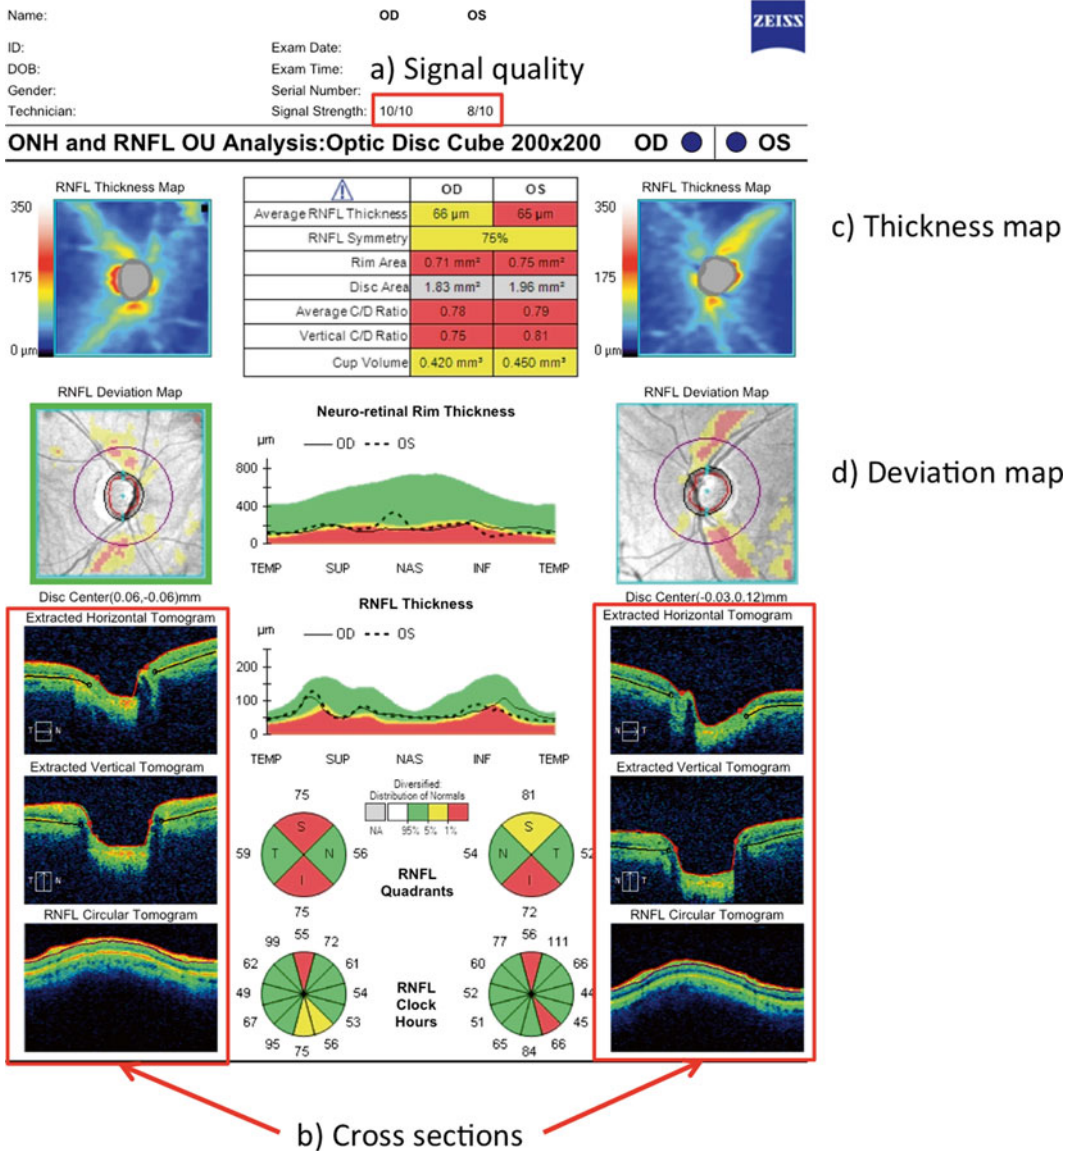 Name:
OD OS
ZEISS
ID:
Exam Date:
DOB:
Exam Time:
a) Signal quality
Gender:
Serial Number:
Technician:
Signal Strength: 10/10 8/10
ONH and RNFL OU Analysis:Optic Disc Cube 200x200 OD OS
RNFL Thickness Map
350
175
0 µm
OD OS
Average RNFL Thickness 66 µm 65 µm
RNFL Symmetry 75%
Rim Area 0.71 mm² 0.75 mm²
Disc Area 1.83 mm² 1.96 mm²
Average C/D Ratio 0.78 0.79
Vertical C/D Ratio 0.75 0.81
Cup Volume 0.420 mm³ 0.450 mm³
RNFL Thickness Map
350
175
0 µm
c) Thickness map
RNFL Deviation Map
Disc Center(0.06,-0.06)mm
Neuro-retinal Rim Thickness
µm
OD OS
800
400
0
TEMP SUP NAS INF TEMP
RNFL Deviation Map
Disc Center(-0.03,0.12)mm
d) Deviation map
Extracted Horizontal Tomogram
T N
Extracted Vertical Tomogram
I N
RNFL Circular Tomogram
RNFL Thickness
µm
OD OS
200
100
0
TEMP SUP NAS INF TEMP
Diversified:
Distribution of Normals
NA 95% 5% 1%
75
S
59 T N 56
I
75
RNFL
Quadrants
81
S
54 N T 52
I
72
55
99 72
62 61
49 54
67 53
95 56
75
RNFL
Clock
Hours
56
77 111
60 66
52 44
51 45
65 66
84
Extracted Horizontal Tomogram
T N
Extracted Vertical Tomogram
I T
RNFL Circular Tomogram
b) Cross sections